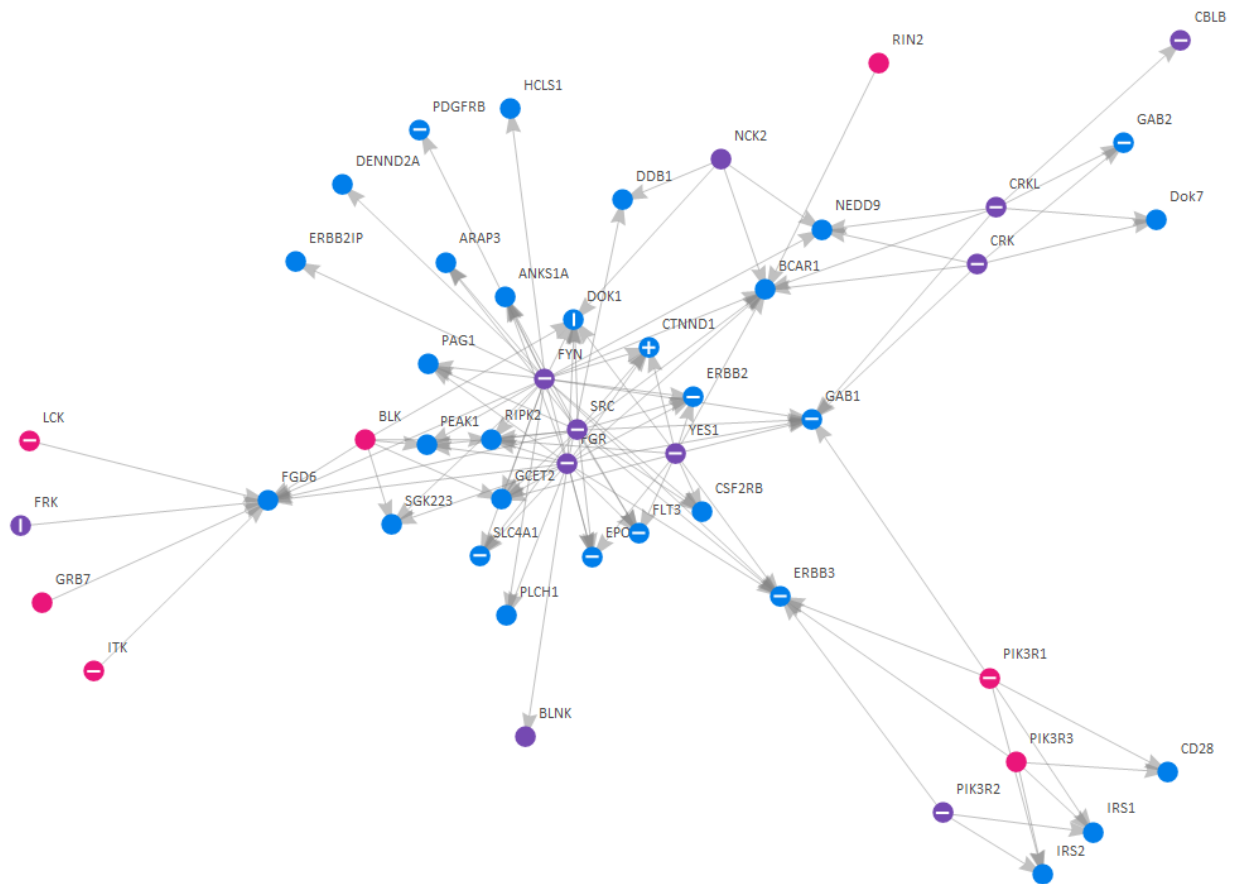 CBLB
RIN2
HCLS1
PDGFRB
GAB2
NCK2
DENND2A
DDB1
CRKL
Dok7
NEDD9
ERBB2IP
ARAP3
CRK
ANKS1A
BCAR1
DOK1
CTNND1
PAG1
FYN
ERBB2
GAB1
SRC
LCK
BLK
PEAK1
RIPK2
YES1
FGR
FGD6
GCET2
CSF2RB
FRK
SGK223
FLT3
SLC4A1
EPO
ERBB3
GRB7
PLCH1
ITK
PIK3R1
BLNK
PIK3R3
CD28
PIK3R2
IRS1
IRS2